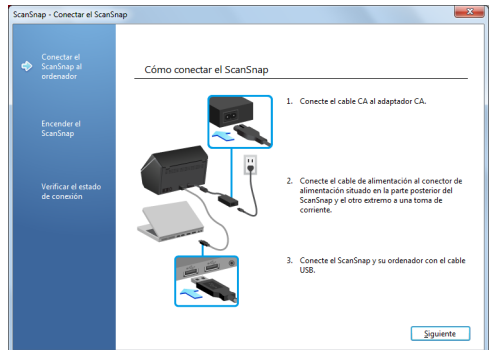 ScanSnap - Conectar el ScanSnap
Conectar el
ScanSnap al
ordenador
Encender el
ScanSnap
Verificar el estado
de conexión
Cómo conectar el ScanSnap
1. Conecte el cable CA al adaptador CA.
2. Conecte el cable de alimentación al conector de
alimentación situado en la parte posterior del
ScanSnap y el otro extremo a una toma de
corriente.
3. Conecte el ScanSnap y su ordenador con el cable
USB.
Siguiente